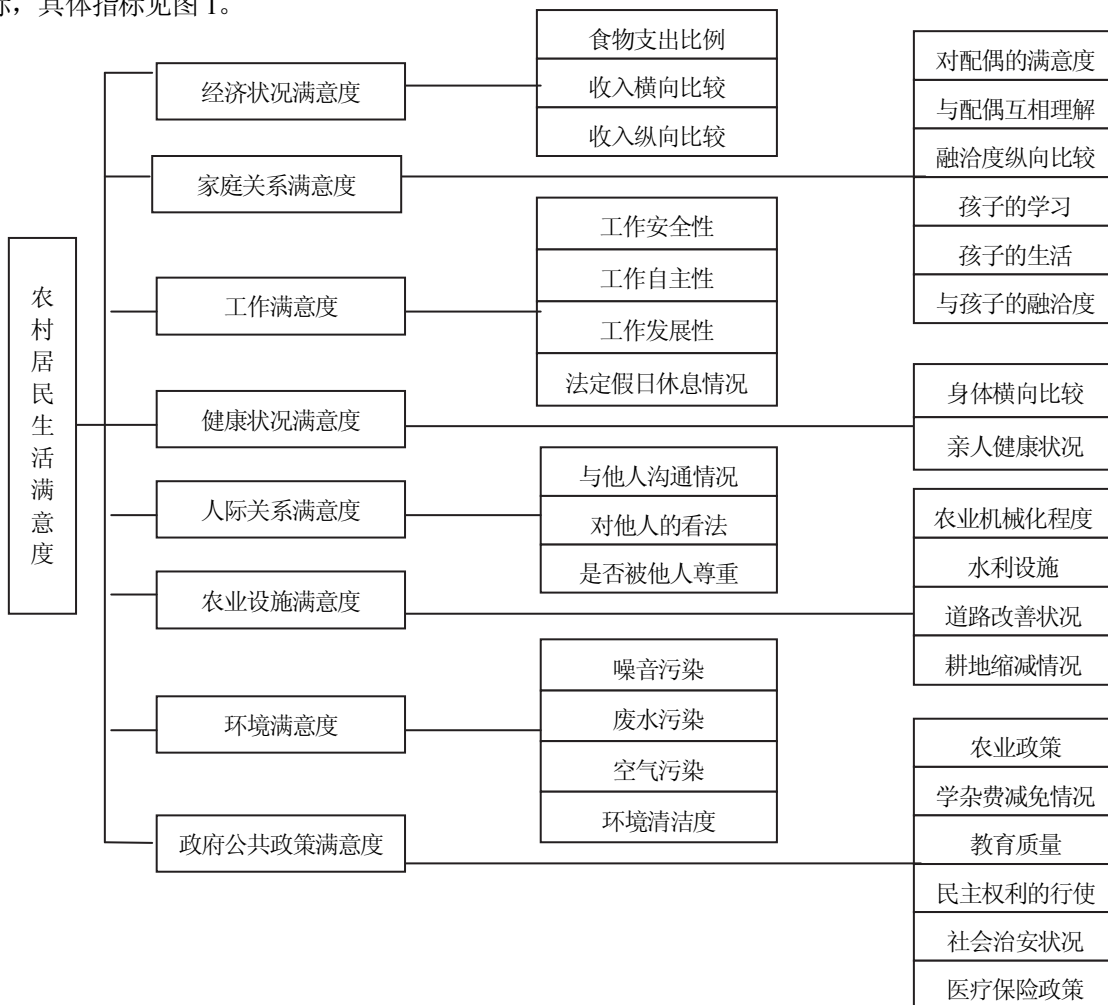 标，具体指标见图 1。
农村居民生活满意度
经济状况满意度
食物支出比例
收入横向比较
收入纵向比较
家庭关系满意度
对配偶的满意度
与配偶互相理解
融洽度纵向比较
孩子的学习
孩子的生活
与孩子的融洽度
工作满意度
工作安全性
工作自主性
工作发展性
法定假日休息情况
健康状况满意度
身体横向比较
亲人健康状况
人际关系满意度
与他人沟通情况
对他人的看法
是否被他人尊重
农业设施满意度
农业机械化程度
水利设施
道路改善状况
耕地缩减情况
环境满意度
噪音污染
废水污染
空气污染
环境清洁度
政府公共政策满意度
农业政策
学杂费减免情况
教育质量
民主权利的行使
社会治安状况
医疗保险政策